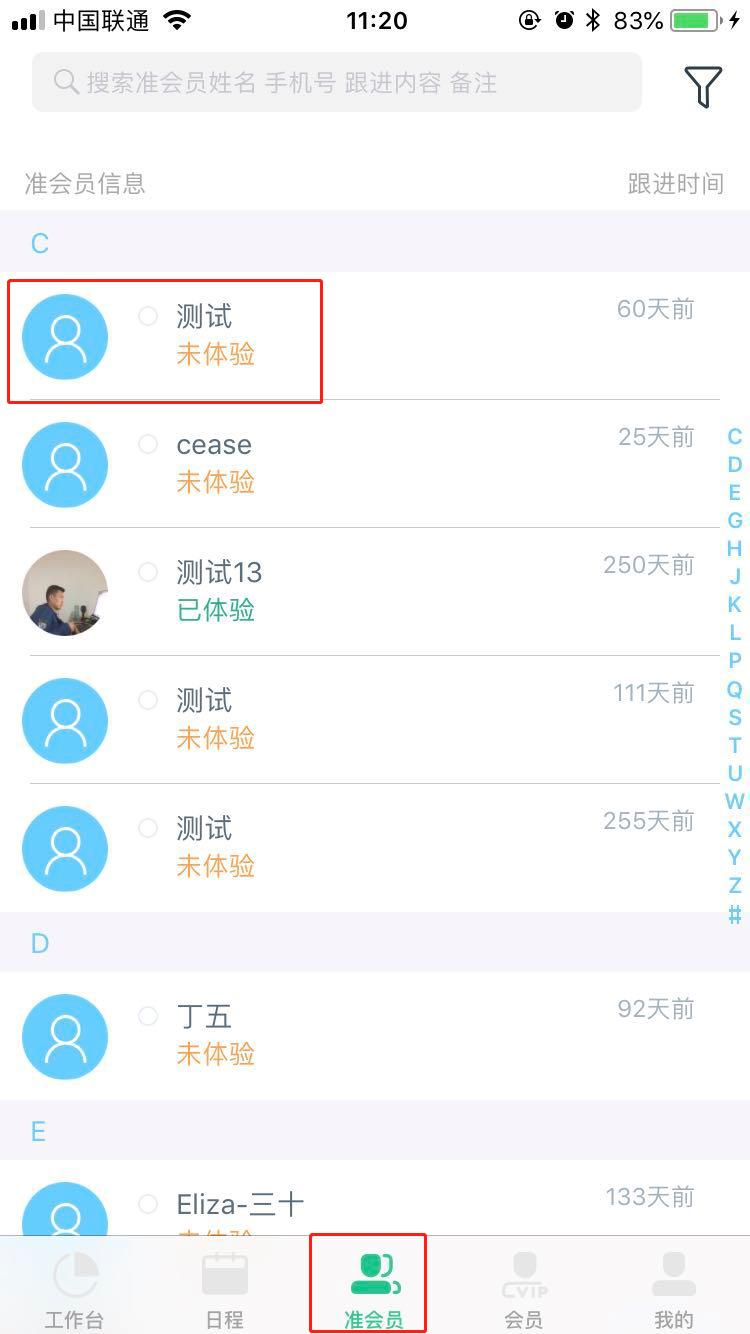 中国联通 11:20 83%
搜索准会员姓名 手机号 跟进内容 备注
准会员信息 跟进时间
C
测试 60天前
未体验
cease 25天前
未体验
测试13 250天前
已体验
测试 111天前
未体验
测试 255天前
未体验
D
丁五 92天前
未体验
E
Eliza-三十 133天前
未体验
C
D
E
G
H
J
K
L
P
Q
S
T
U
W
X
Y
Z
#
VIP
工作台 日程 准会员 会员 我的